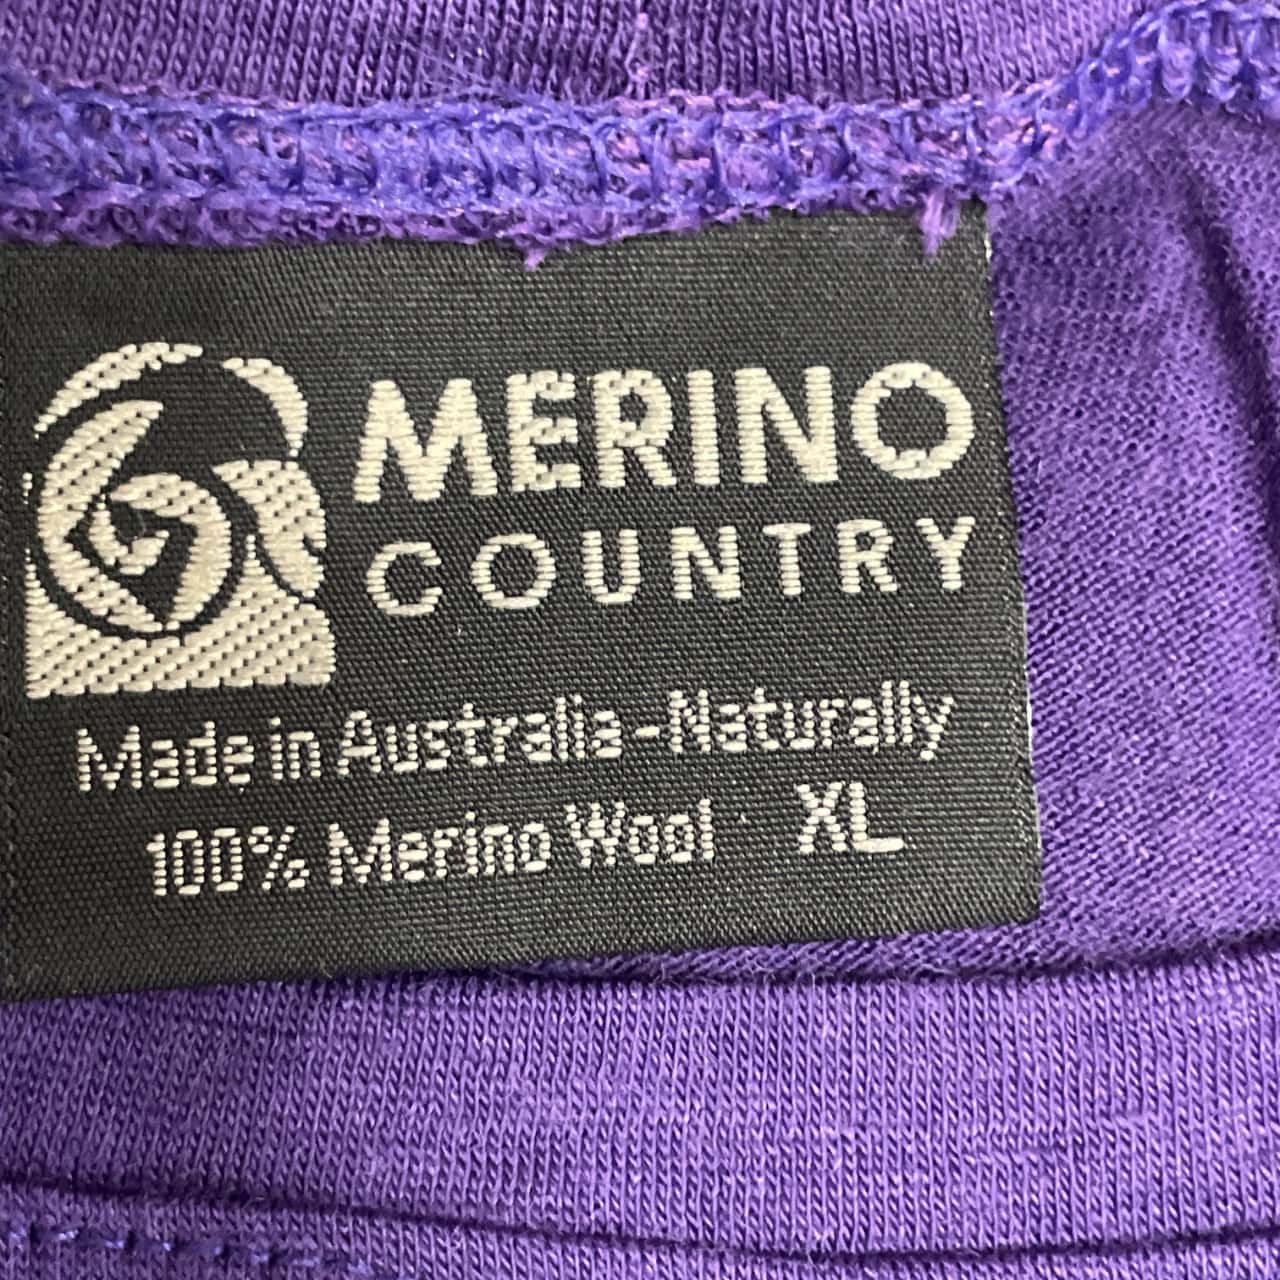 MERINO
COUNTRY
Made in Australia-Naturally
100% Merino Wool XL